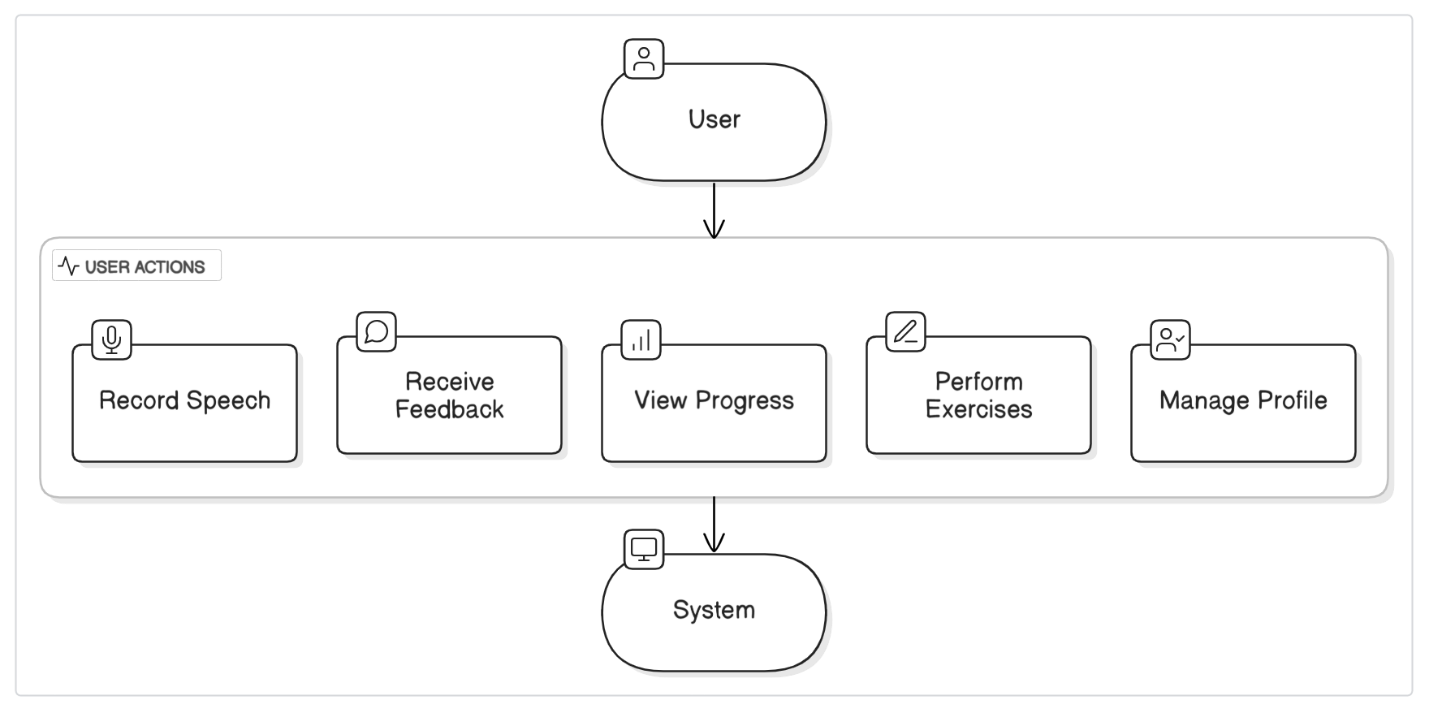 User
USER ACTIONS
Record Speech
Receive
Feedback
View Progress
Perform
Exercises
Manage Profile
System